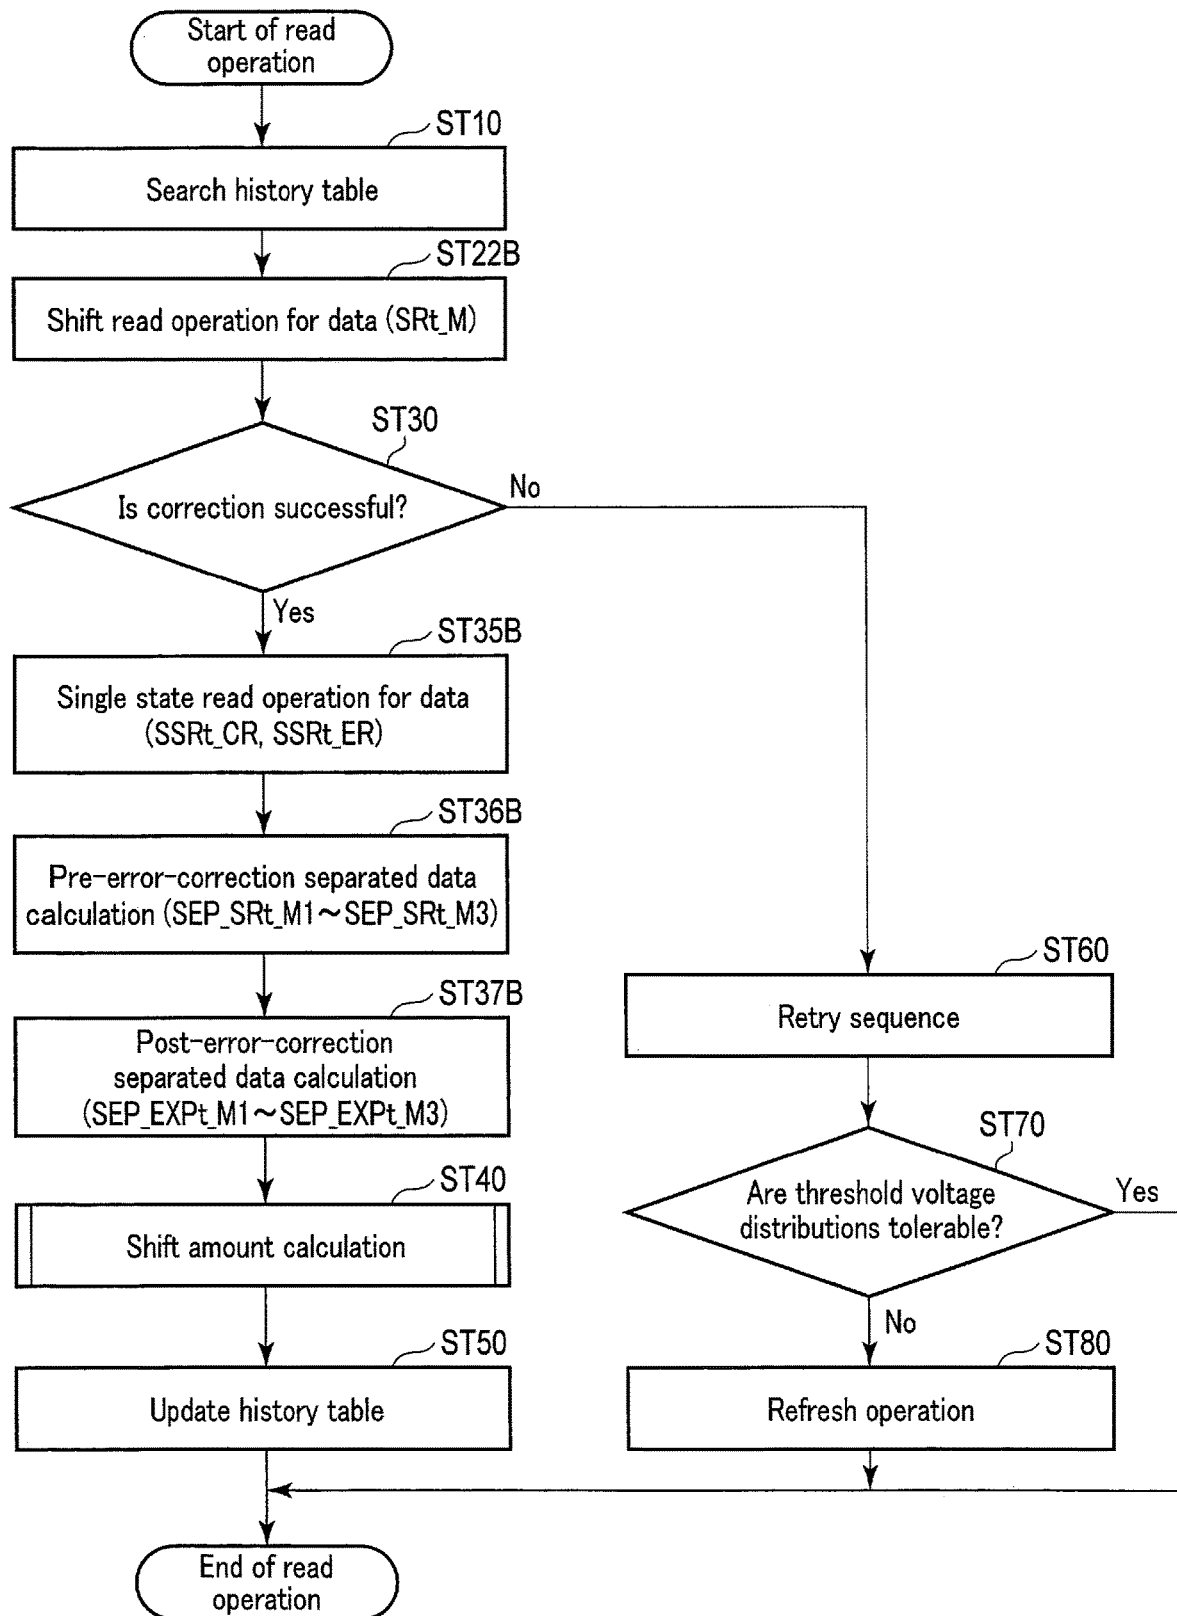 Start of read
operation
ST10
Search history table
ST22B
Shift read operation for data (SRt_M)
ST30
Is correction successful?
No
Yes
ST35B
Single state read operation for data
(SSRt_CR, SSRt_ER)
ST36B
Pre-error-correction separated data
calculation (SEP_SRt_M1～SEP_SRt_M3)
ST37B
Post-error-correction
separated data calculation
(SEP_EXPt_M1～SEP_EXPt_M3)
ST40
Shift amount calculation
ST50
Update history table
ST60
Retry sequence
ST70
Are threshold voltage
distributions tolerable?
Yes
No
ST80
Refresh operation
End of read
operation